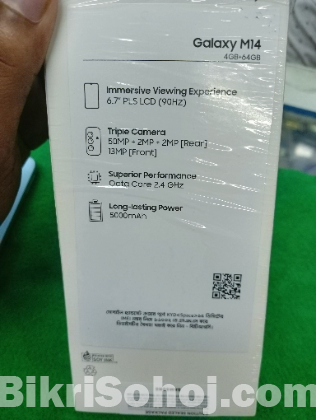 Galaxy M14
4GB+64GB
Immersive Viewing Experience
6.7" PLS LCD (90HZ)
Triple Camera
50MP + 2MP + 2MP [Rear]
13MP [Front]
Superior Performance
Octa Core 2.4 GHz
Long-lasting Power
5000mAh
BikriSohoj.com